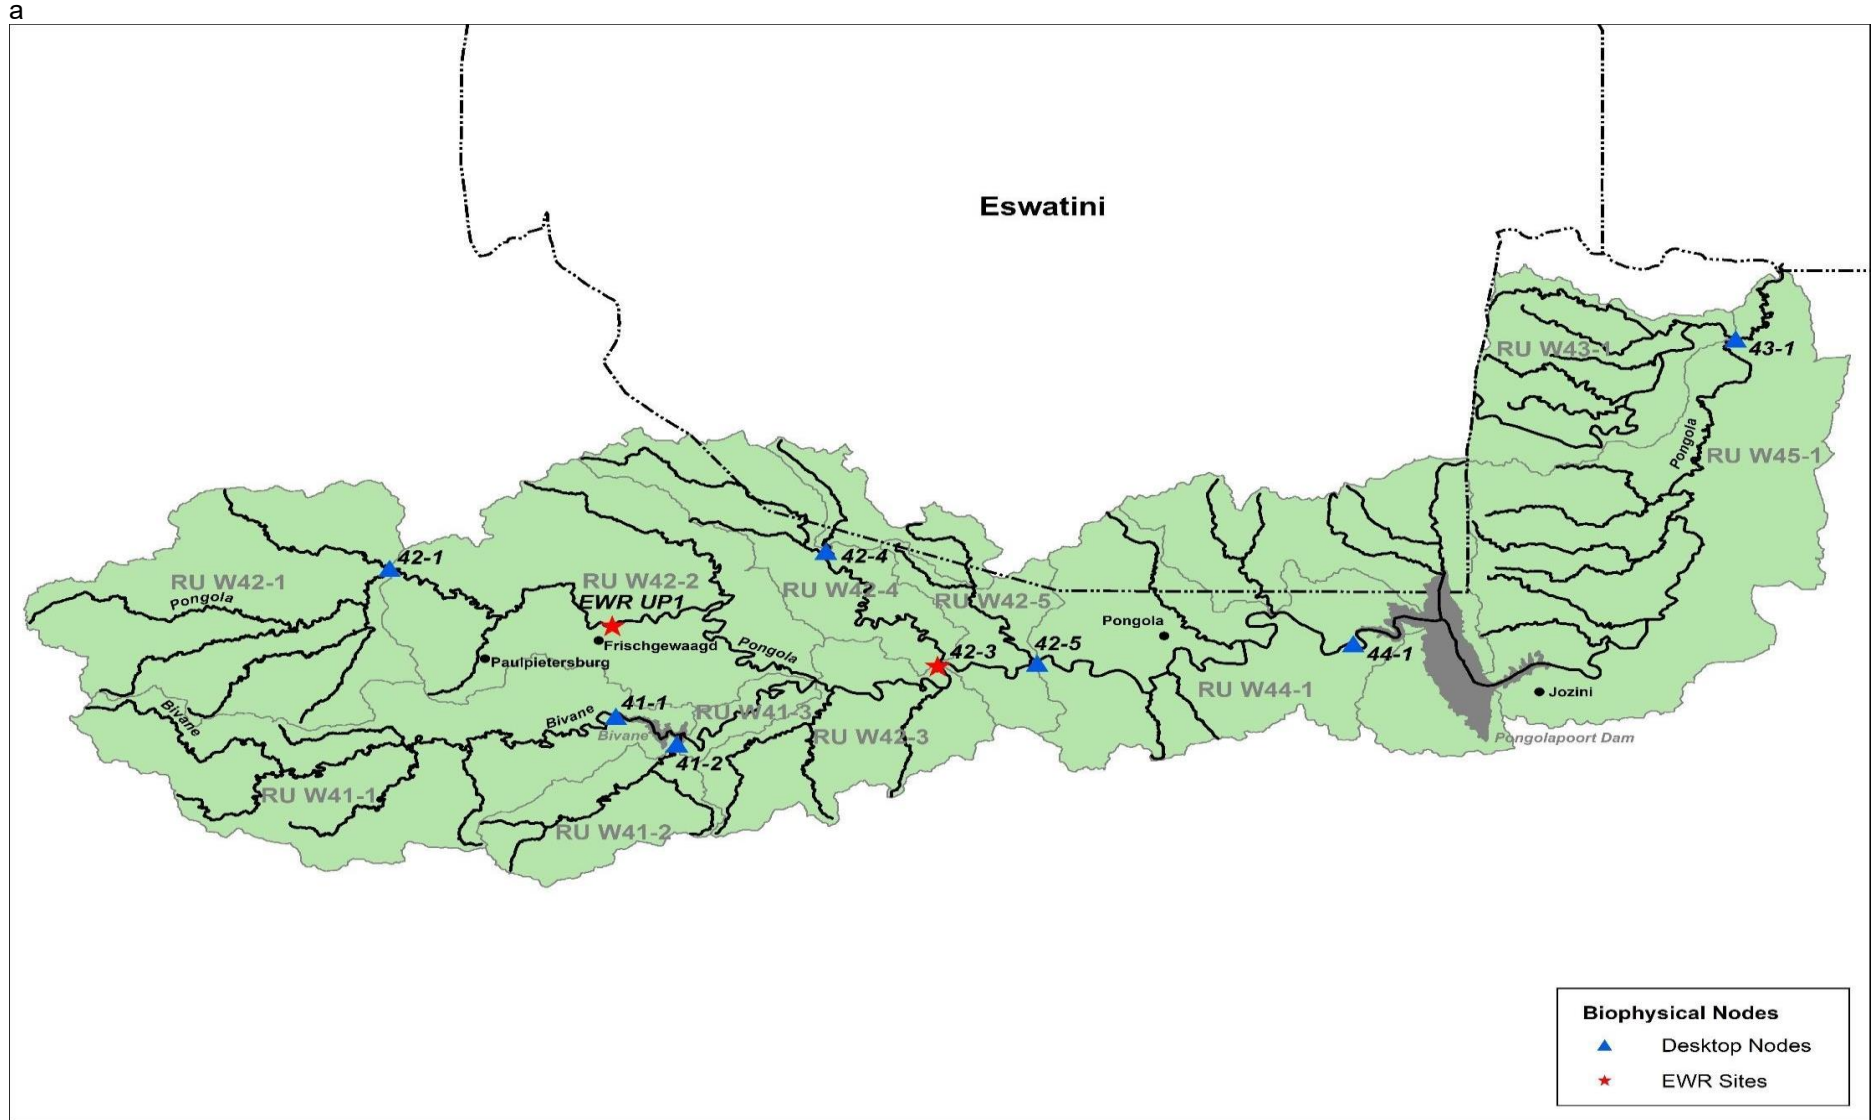 a
Eswatini
RU W43-1
43-1
Pongola
RU W45-1
42-1
RU W42-1
Pongola
RU W42-2
EWR UP1
Frischgewaagd
Paulpietersburg
42-4
RU W42-4
RU W42-5
Pongola
42-3
42-5
Pongola
44-1
RU W44-1
Jozini
Pongolapoort Dam
Bivane
Bivane
41-1
Bivane
RU W41-3
41-2
RU W42-3
RU W41-1
RU W41-2
Biophysical Nodes
Desktop Nodes
EWR Sites